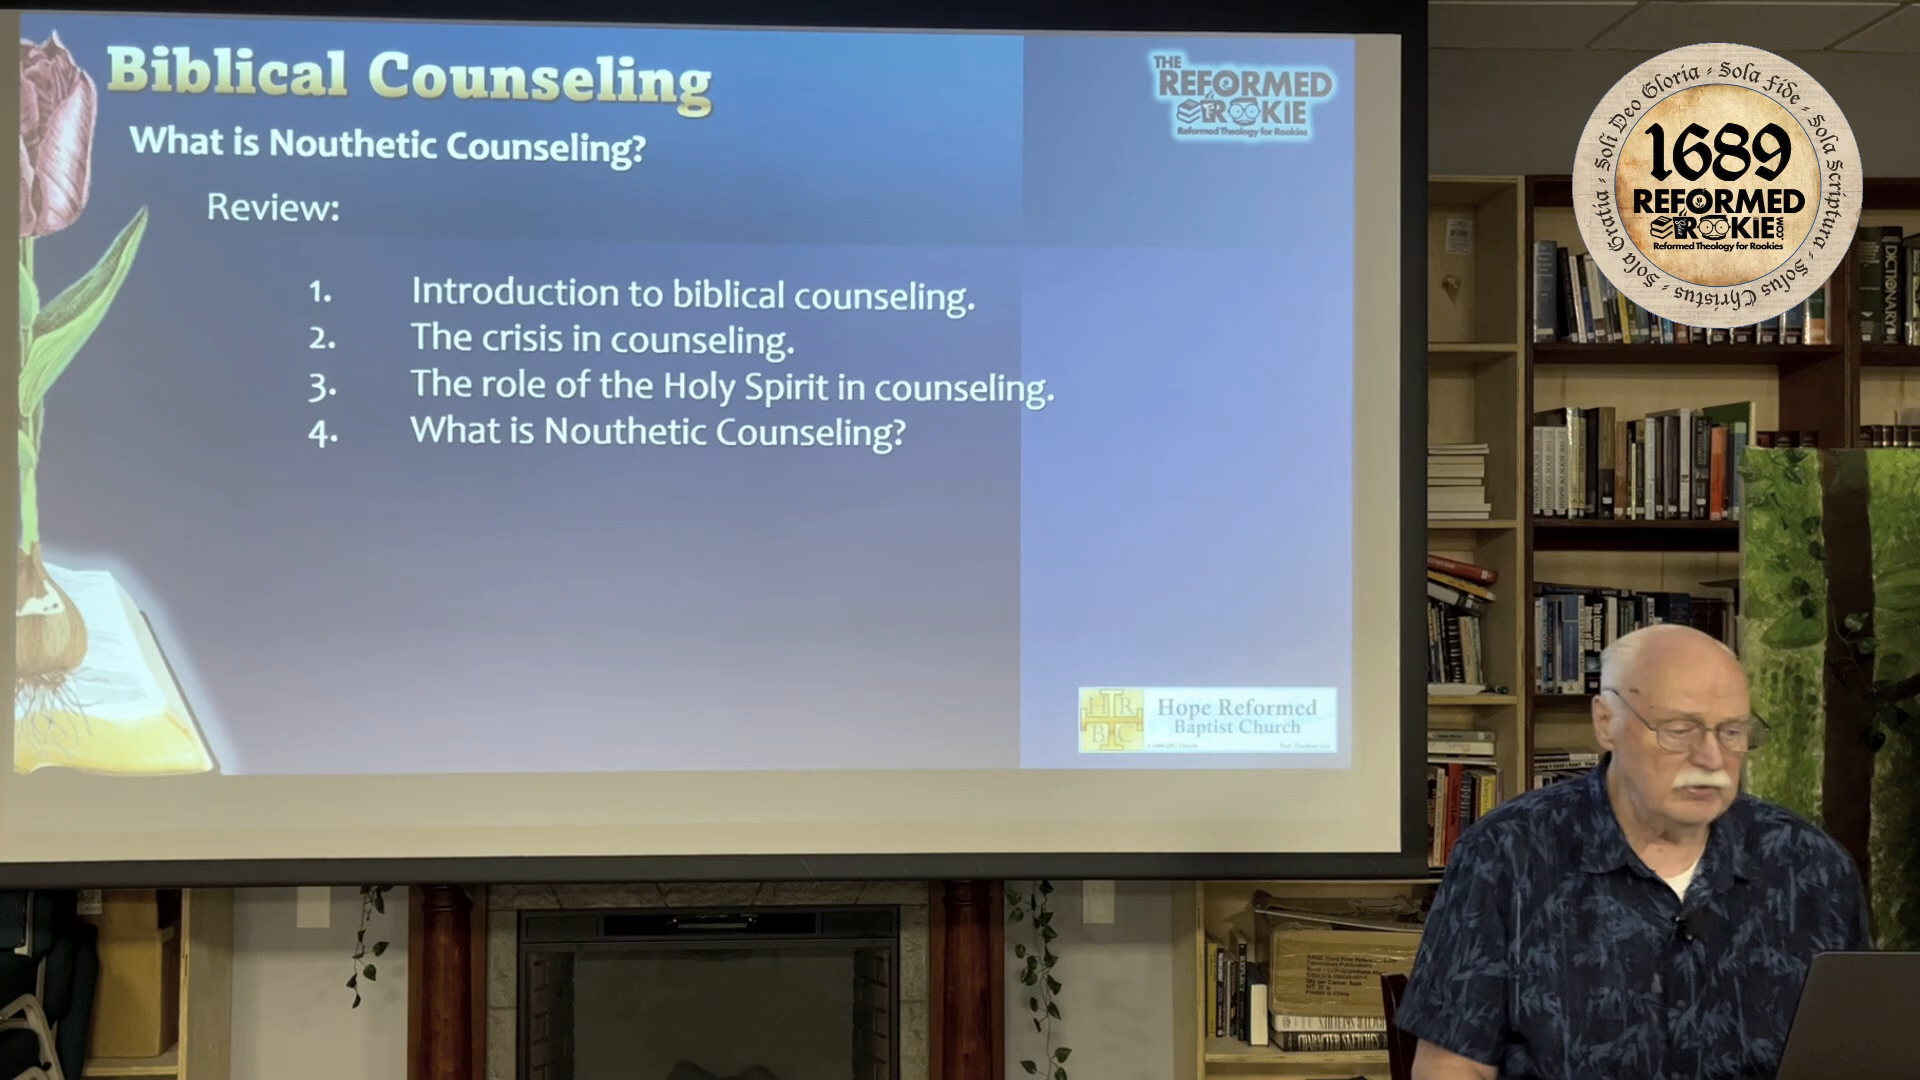 Biblical Counseling
What is Nouthetic Counseling?
Review:
1. Introduction to biblical counseling.
2. The crisis in counseling.
3. The role of the Holy Spirit in counseling.
4. What is Nouthetic Counseling?
THE
REFORMED
ROOKIE
Reformed Theology for Rookies
HRBC
Hope Reformed
Baptist Church
Soli Deo Gloria - Sola Fide - Sola Scriptura - Solus Christus - Sola Gratia -
1689
REFORMED
ROOKIE.COM
Reformed Theology for Rookies
DICTIONARY